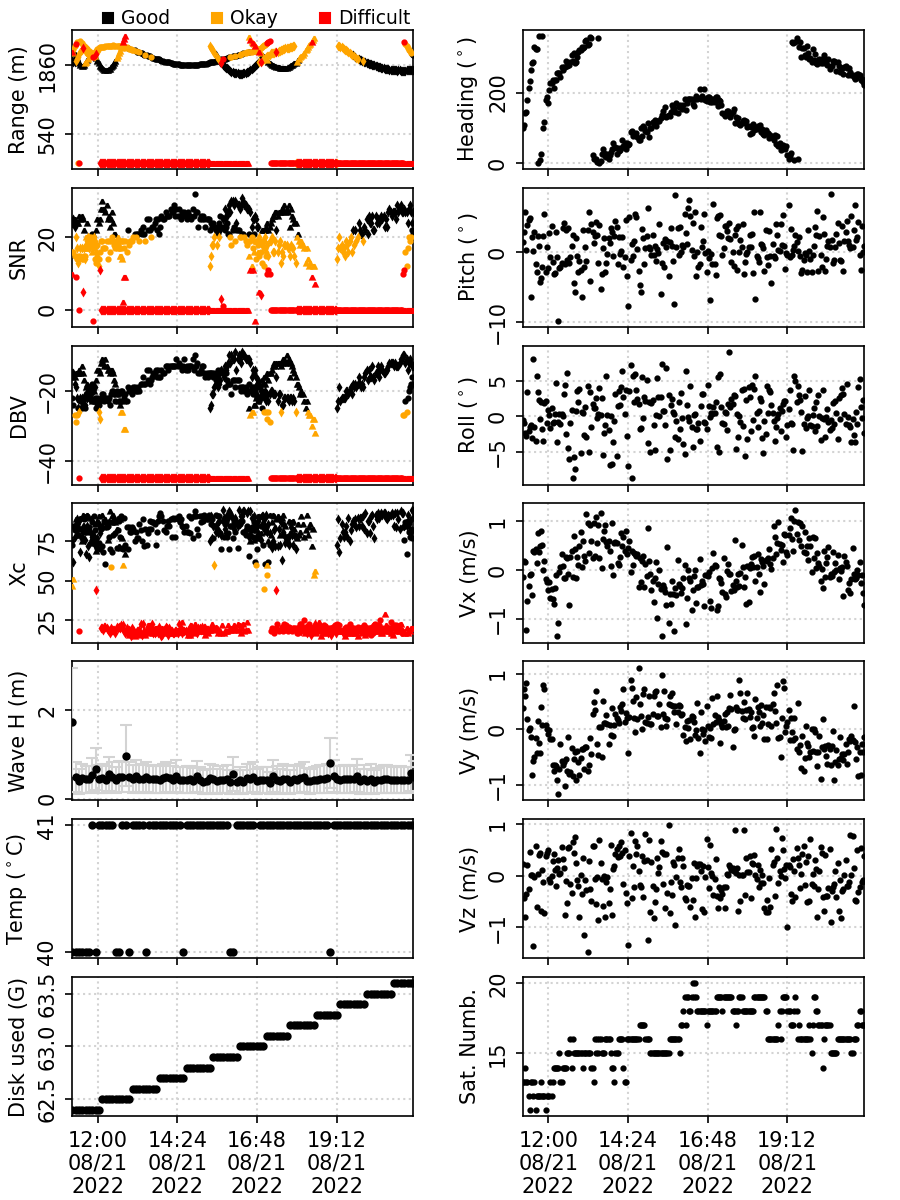 Good Okay Difficult
Range (m)
1860
540
Heading (°)
200
0
SNR
20
0
Pitch (°)
0
−10
DBV
−20
−40
Roll (°)
5
0
−5
Xc
75
50
25
Vx (m/s)
1
0
−1
Wave H (m)
2
0
Vy (m/s)
1
0
−1
Temp (°C)
41
40
Vz (m/s)
1
0
−1
Disk used (G)
63.5
63.0
62.5
Sat. Numb.
20
15
12:00 14:24 16:48 19:12
08/21 08/21 08/21 08/21
2022 2022 2022 2022
12:00 14:24 16:48 19:12
08/21 08/21 08/21 08/21
2022 2022 2022 2022